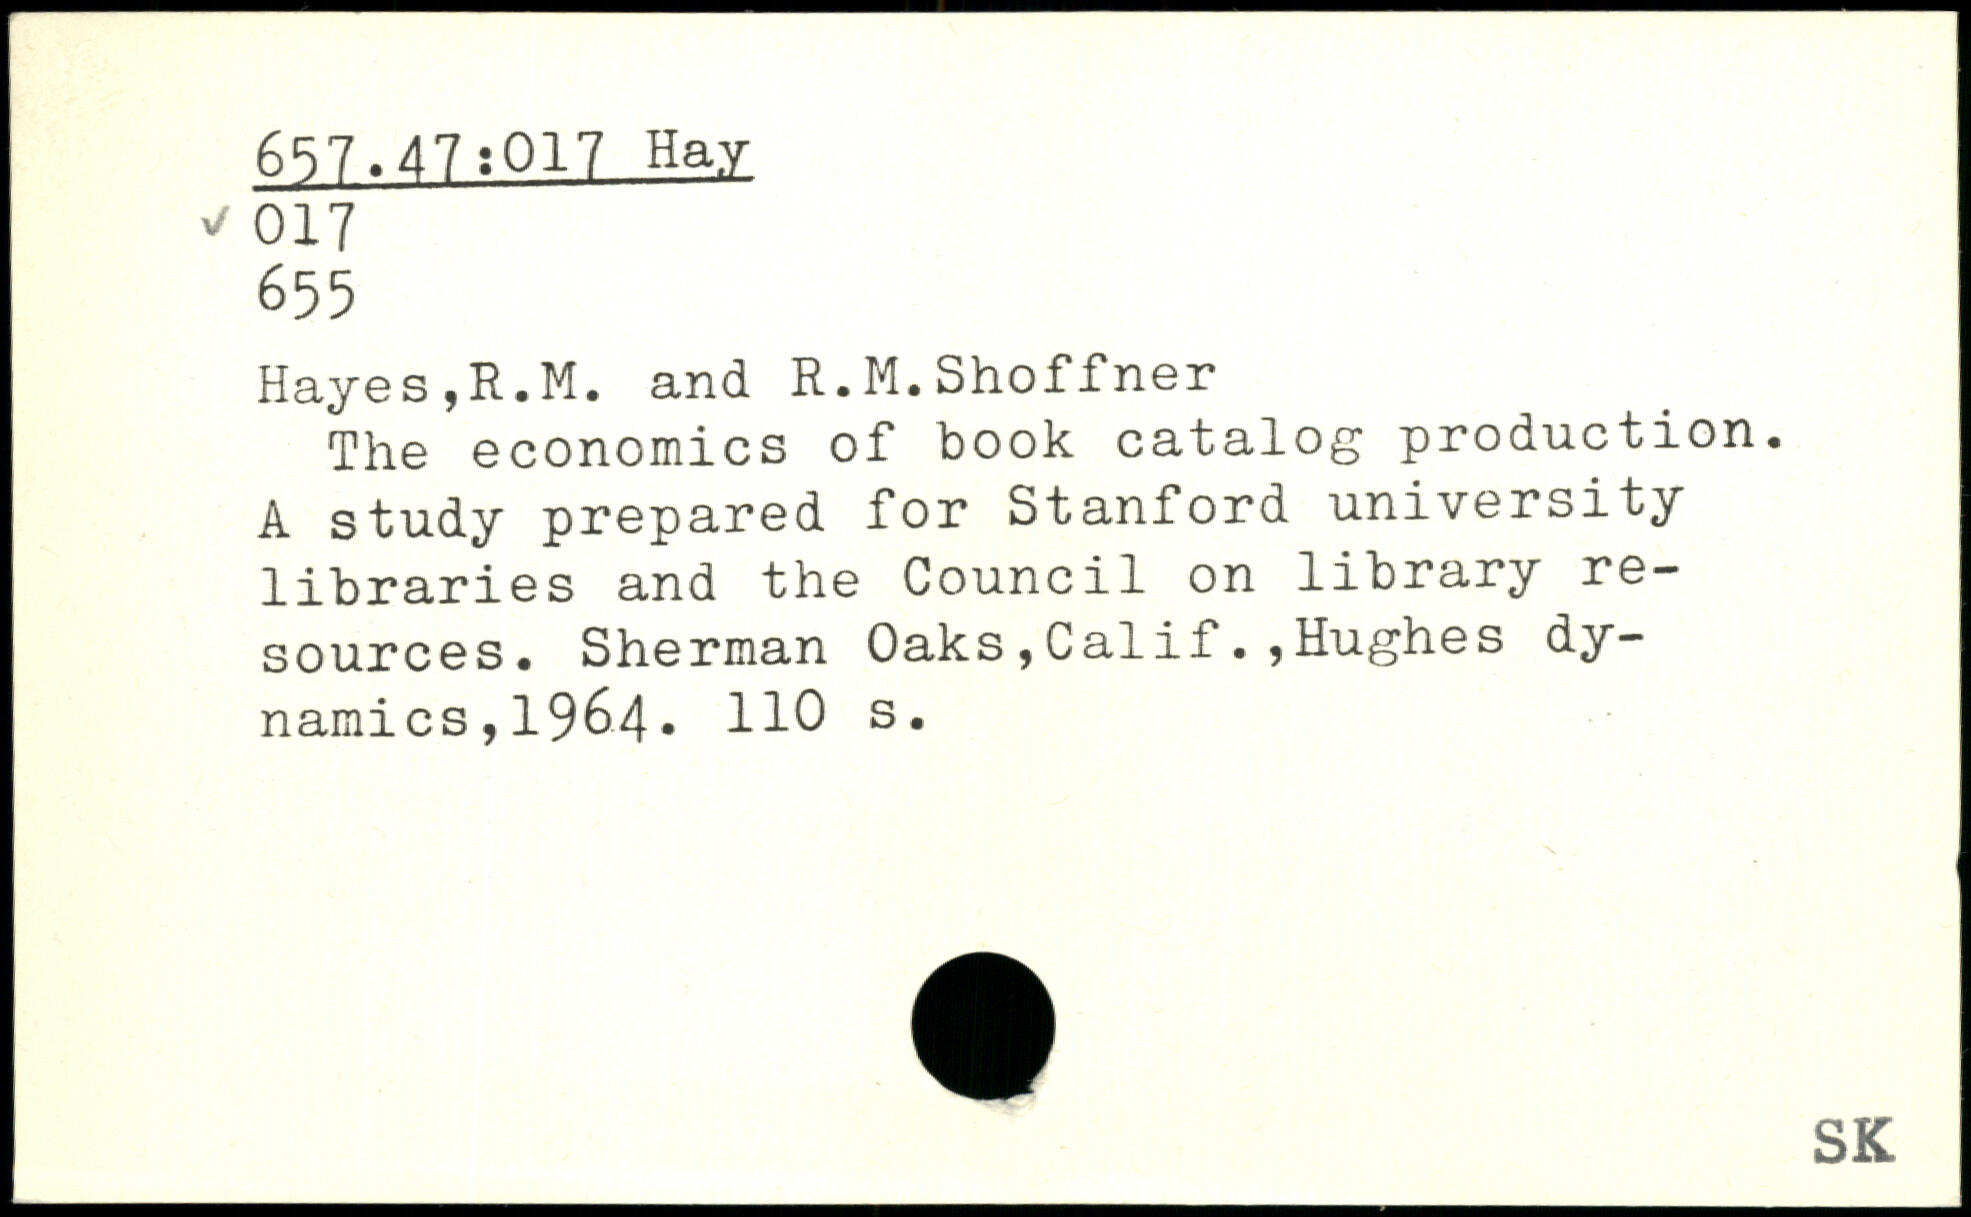 657.47:017 Hay
✓ 017
655
Hayes,R.M. and R.M.Shoffner
The economics of book catalog production.
A study prepared for Stanford university
libraries and the Council on library re-
sources. Sherman Oaks,Calif.,Hughes dy-
namics,1964. 110 s.
SK